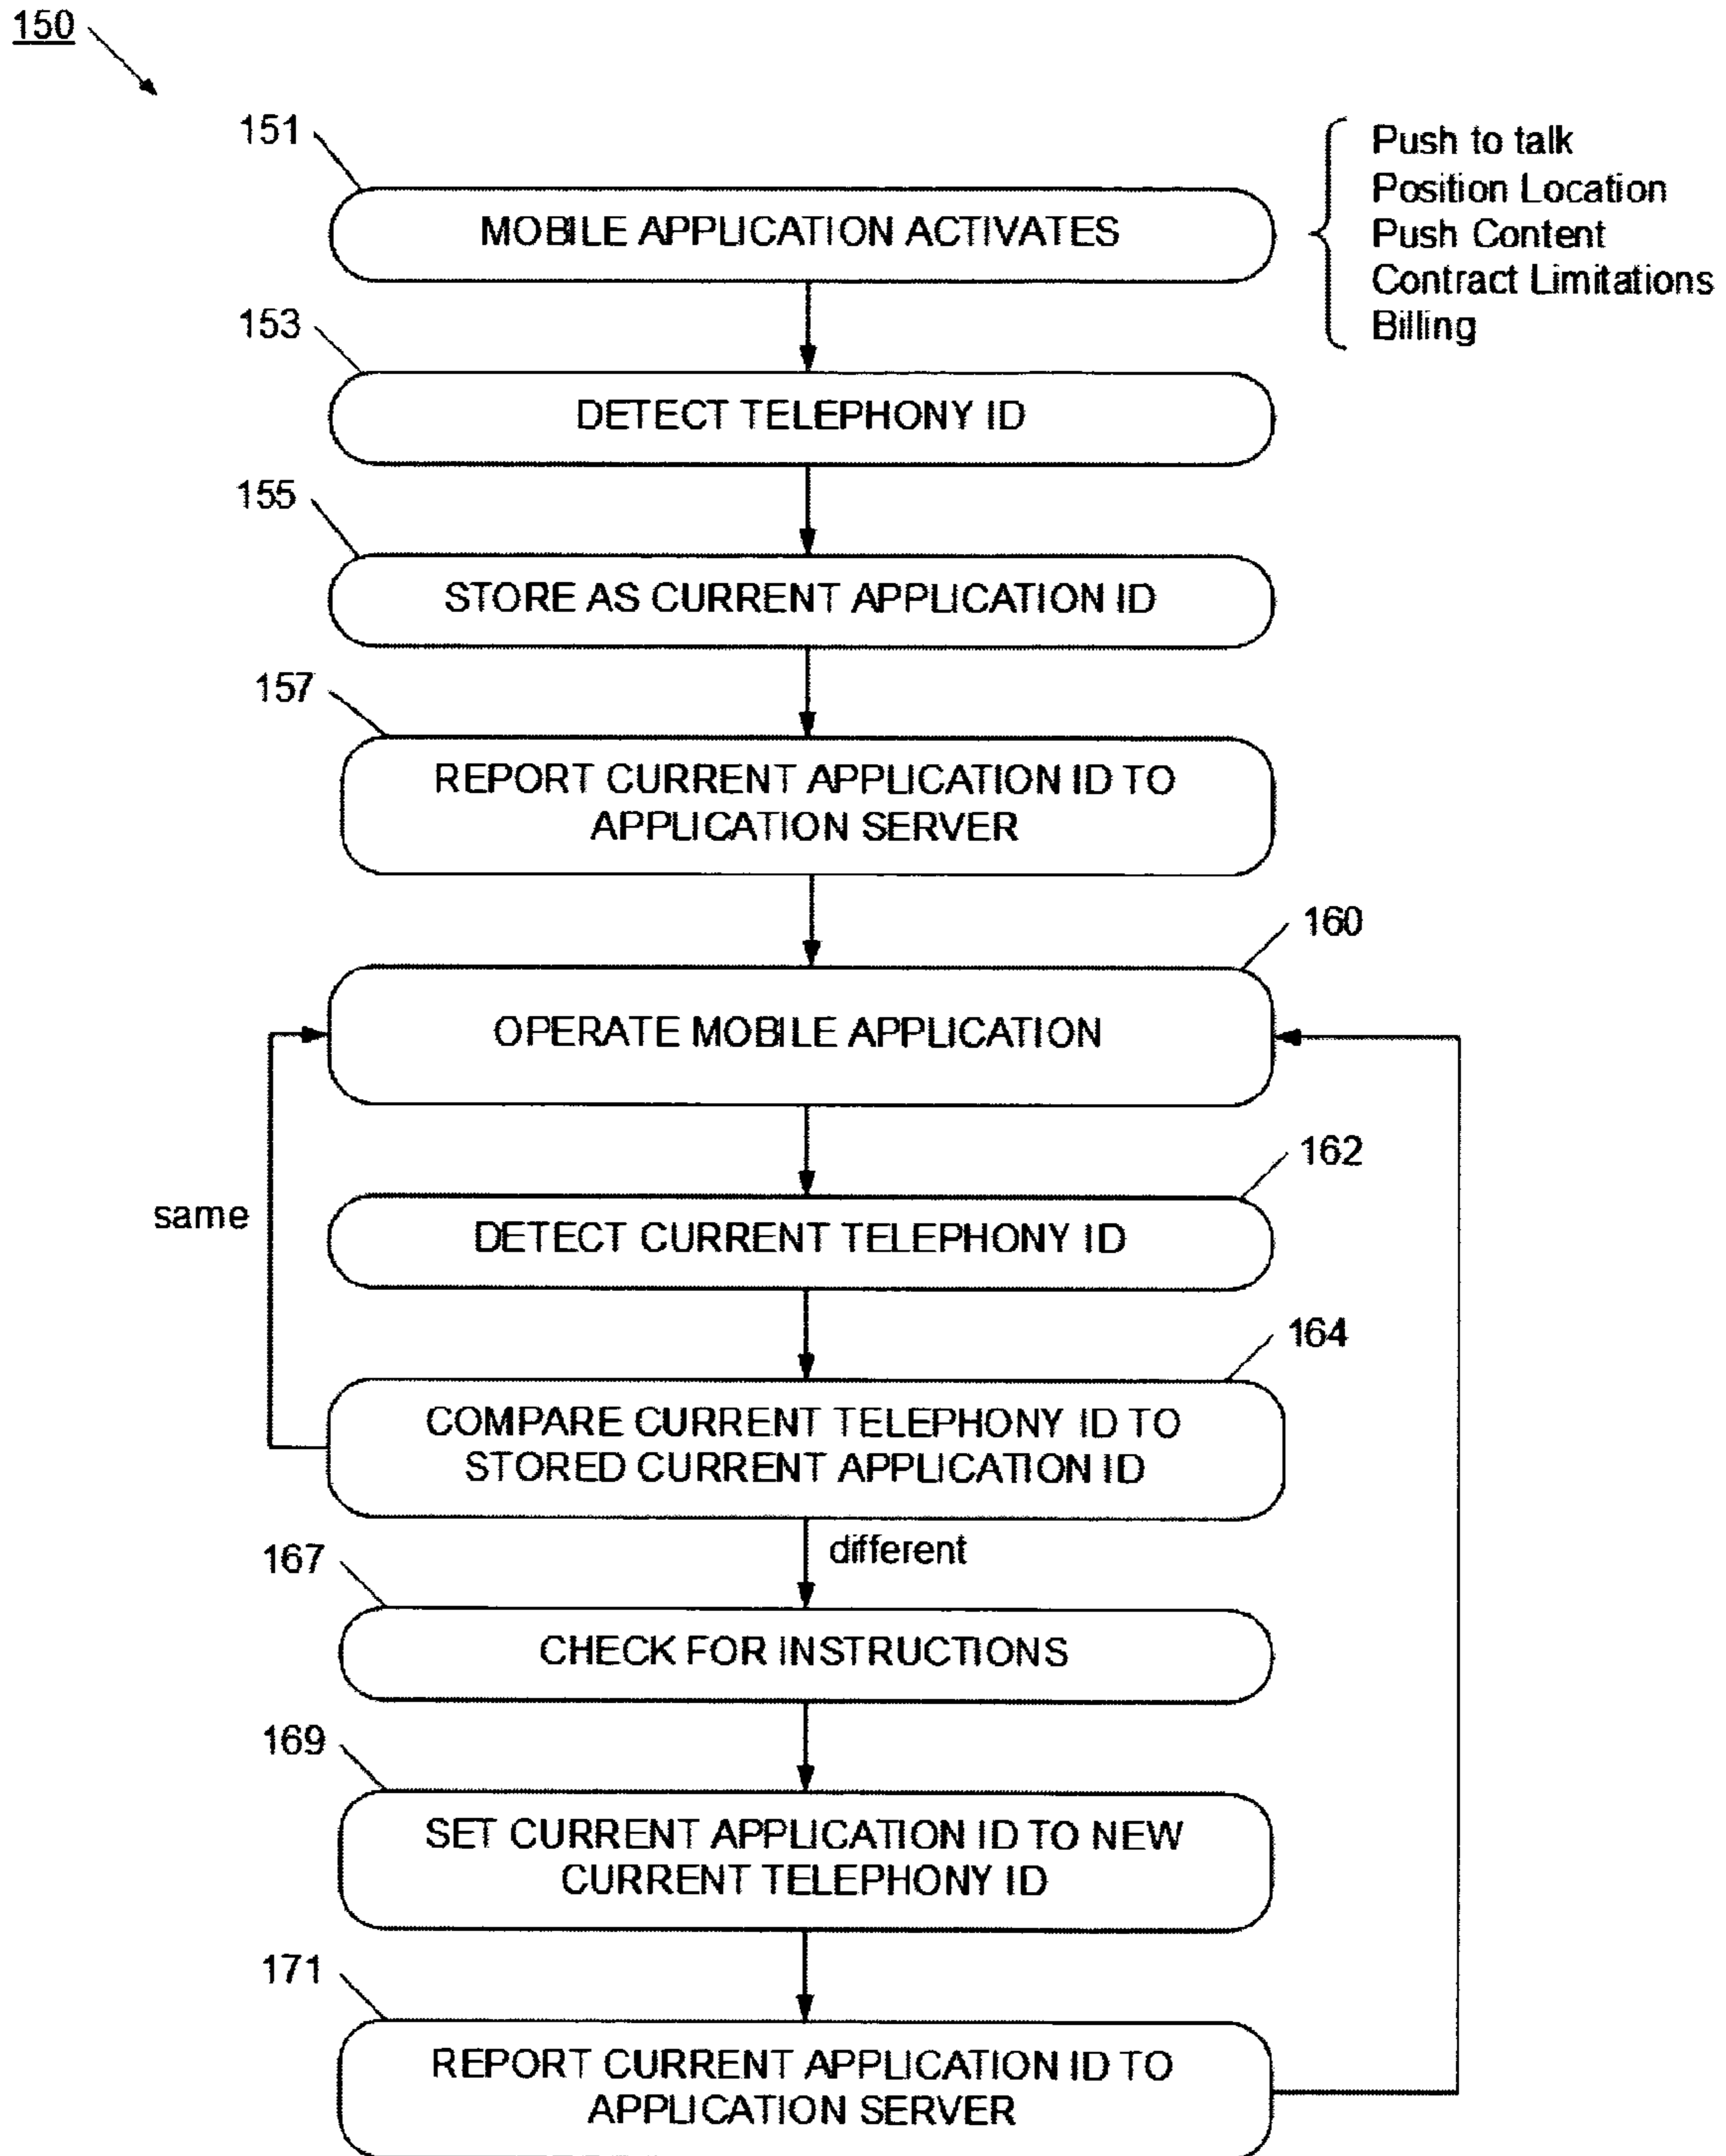 150
151
MOBILE APPLICATION ACTIVATES
Push to talk
Position Location
Push Content
Contract Limitations
Billing
153
DETECT TELEPHONY ID
155
STORE AS CURRENT APPLICATION ID
157
REPORT CURRENT APPLICATION ID TO
APPLICATION SERVER
160
OPERATE MOBILE APPLICATION
162
same
DETECT CURRENT TELEPHONY ID
164
COMPARE CURRENT TELEPHONY ID TO
STORED CURRENT APPLICATION ID
different
167
CHECK FOR INSTRUCTIONS
169
SET CURRENT APPLICATION ID TO NEW
CURRENT TELEPHONY ID
171
REPORT CURRENT APPLICATION ID TO
APPLICATION SERVER